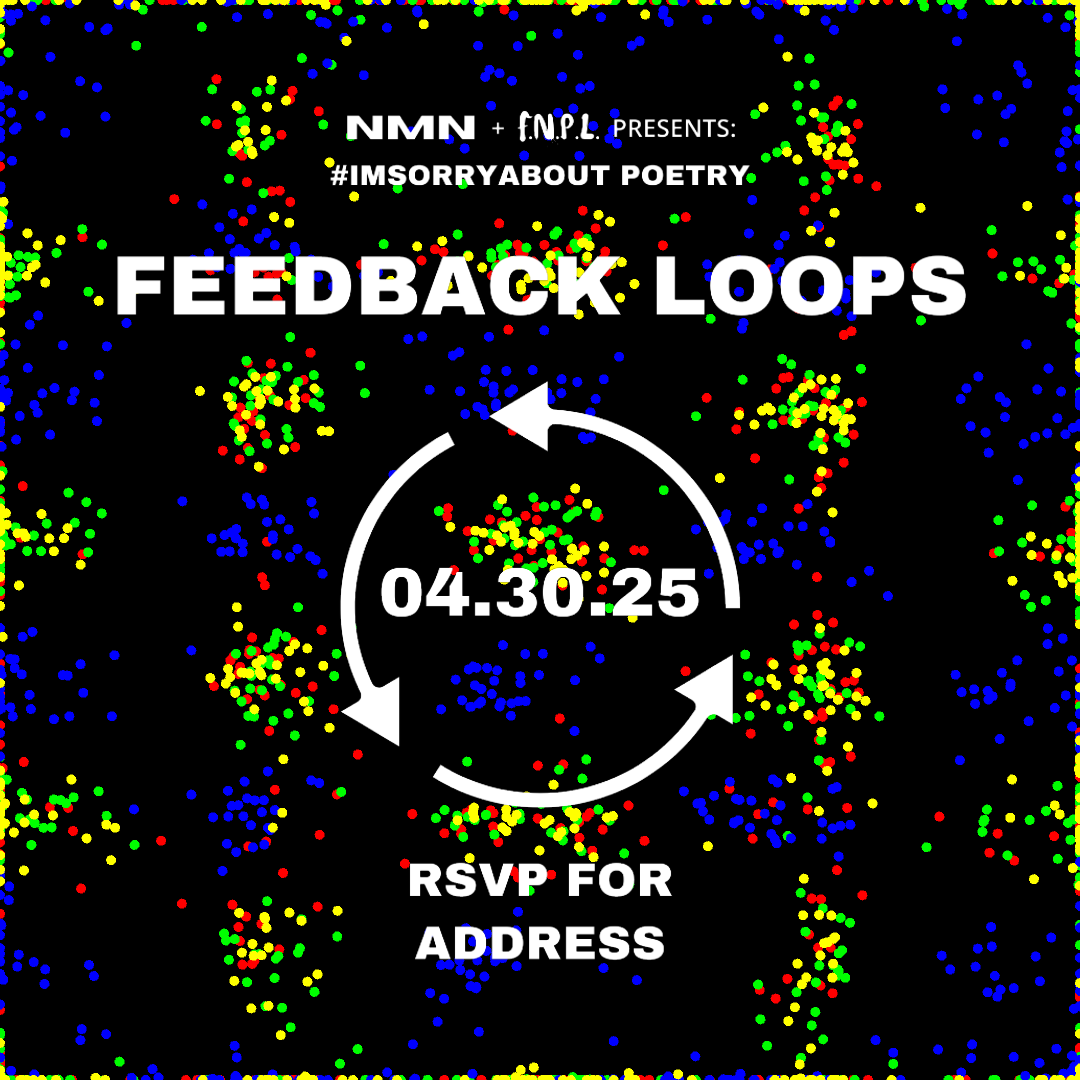 NMN + F.N.P.L. PRESENTS:
#IMSORRYABOUT POETRY
FEEDBACK LOOPS
04.30.25
RSVP FOR
ADDRESS